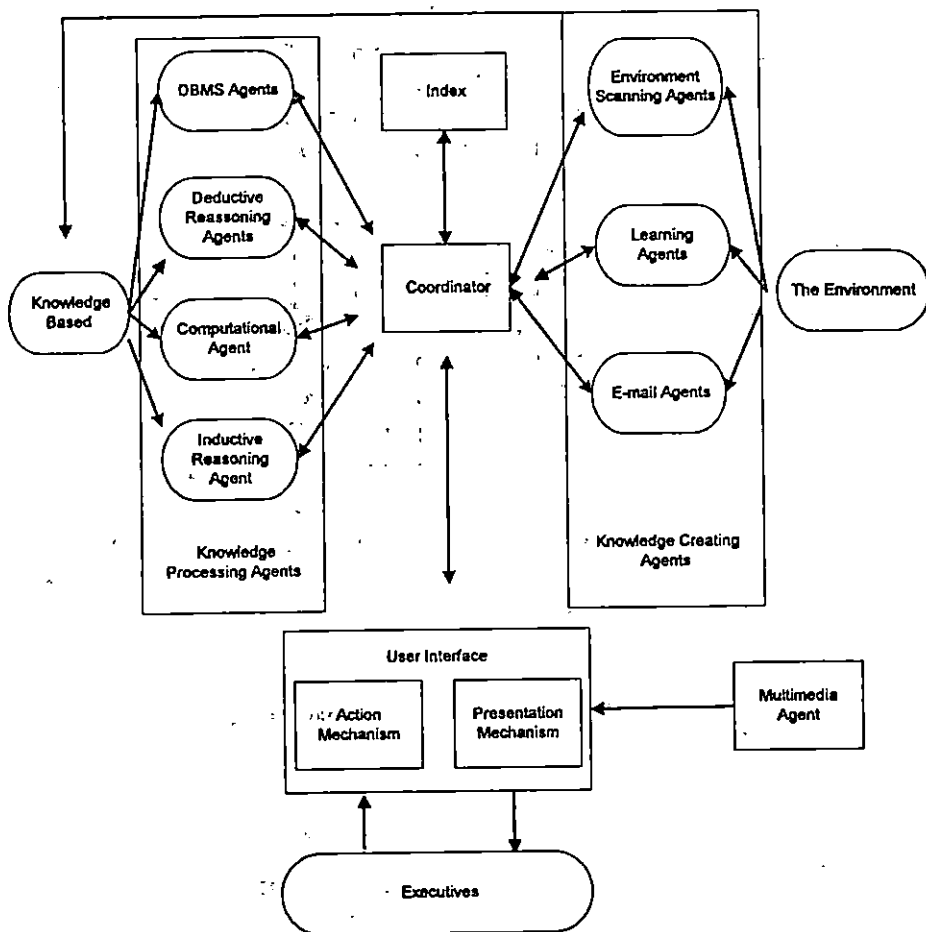 DBMS Agents
Index
Environment
Scanning Agents
Deductive
Reasoning
Agents
Learning
Agents
Knowledge
Based
Coordinator
The Environment
Computational
Agent
E-mail Agents
Inductive
Reasoning
Agent
Knowledge
Processing Agents
Knowledge Creating
Agents
User Interface
Action
Mechanism
Presentation
Mechanism
Multimedia
Agent
Executives